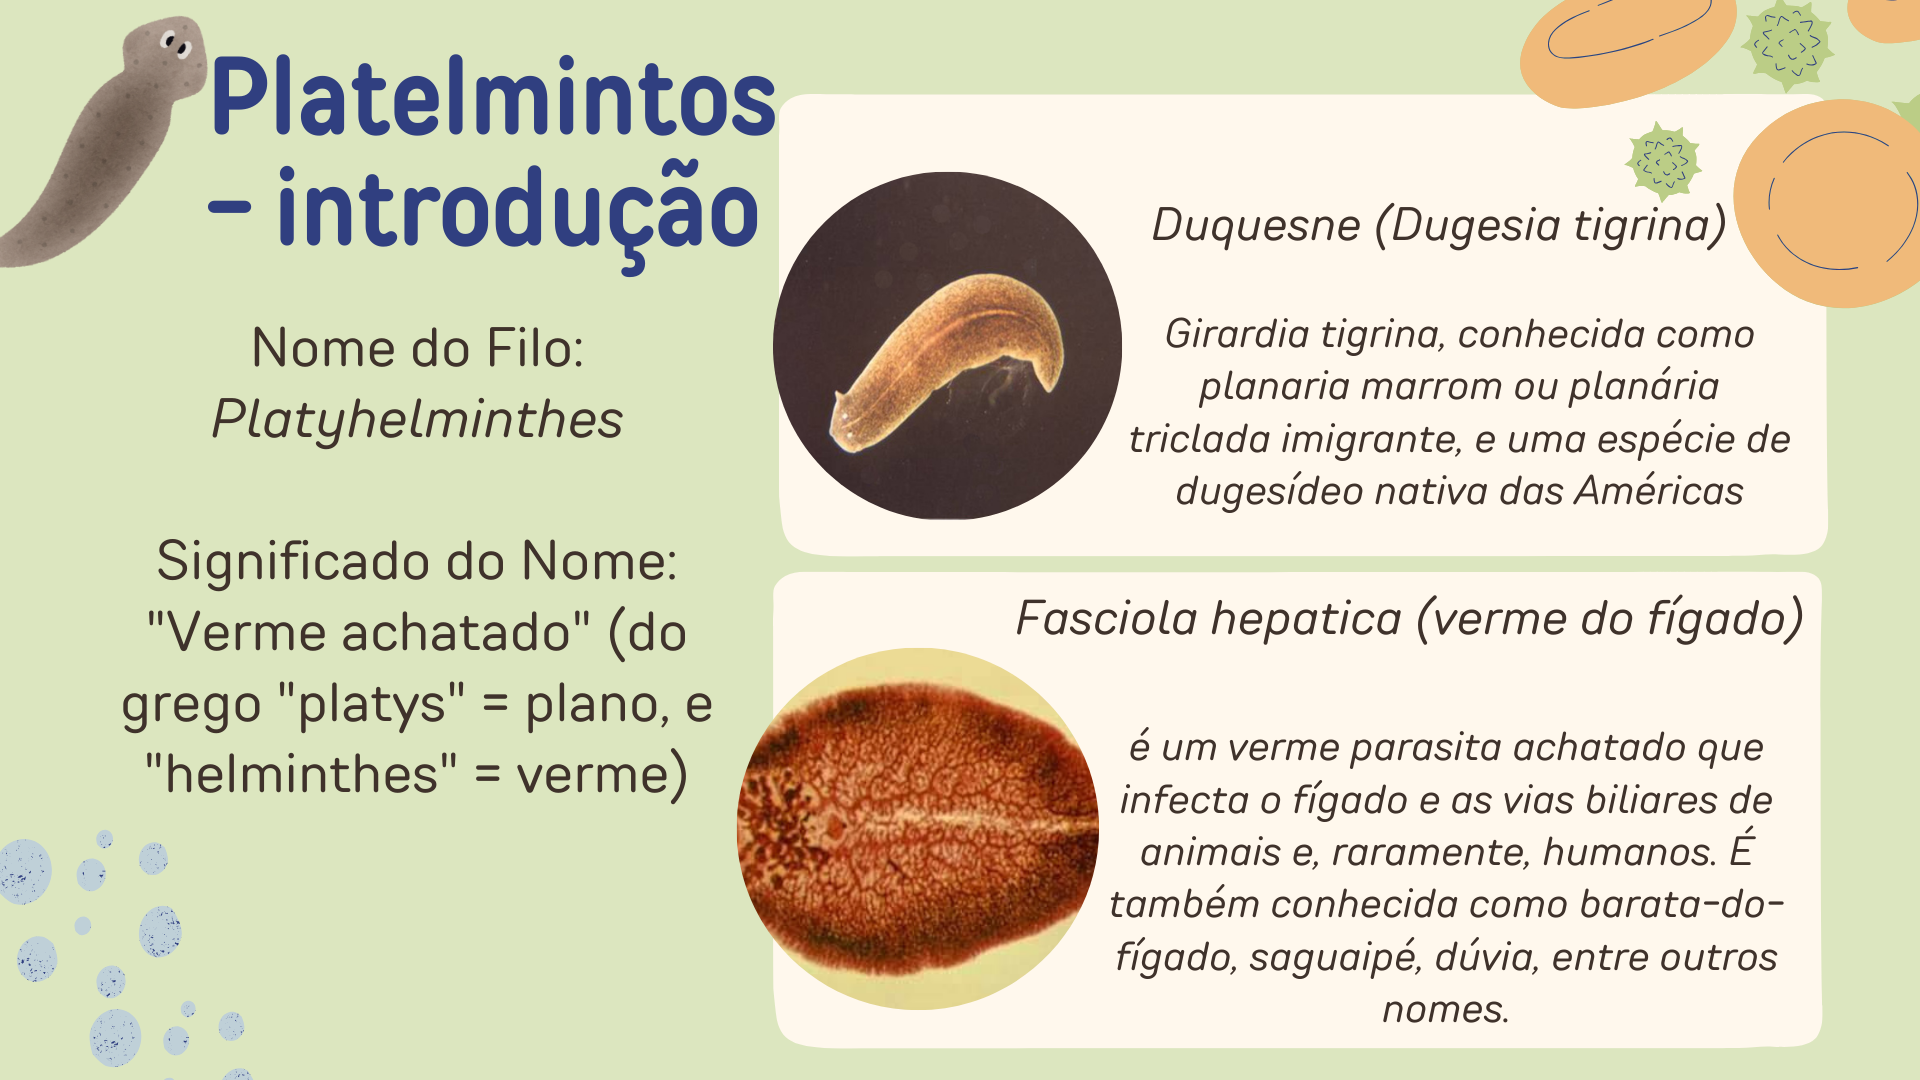 Platelmintos
- introdução
Nome do Filo:
Platyhelminthes
Significado do Nome:
"Verme achatado" (do
grego "platys" = plano, e
"helminthes" = verme)
Duquesne (Dugesia tigrina)
Girardia tigrina, conhecida como
planaria marrom ou planária
triclada imigrante, e uma espécie de
dugesídeo nativa das Américas
Fasciola hepatica (verme do fígado)
é um verme parasita achatado que
infecta o fígado e as vias biliares de
animais e, raramente, humanos. É
também conhecida como barata-do-
fígado, saguaipé, dúvia, entre outros
nomes.